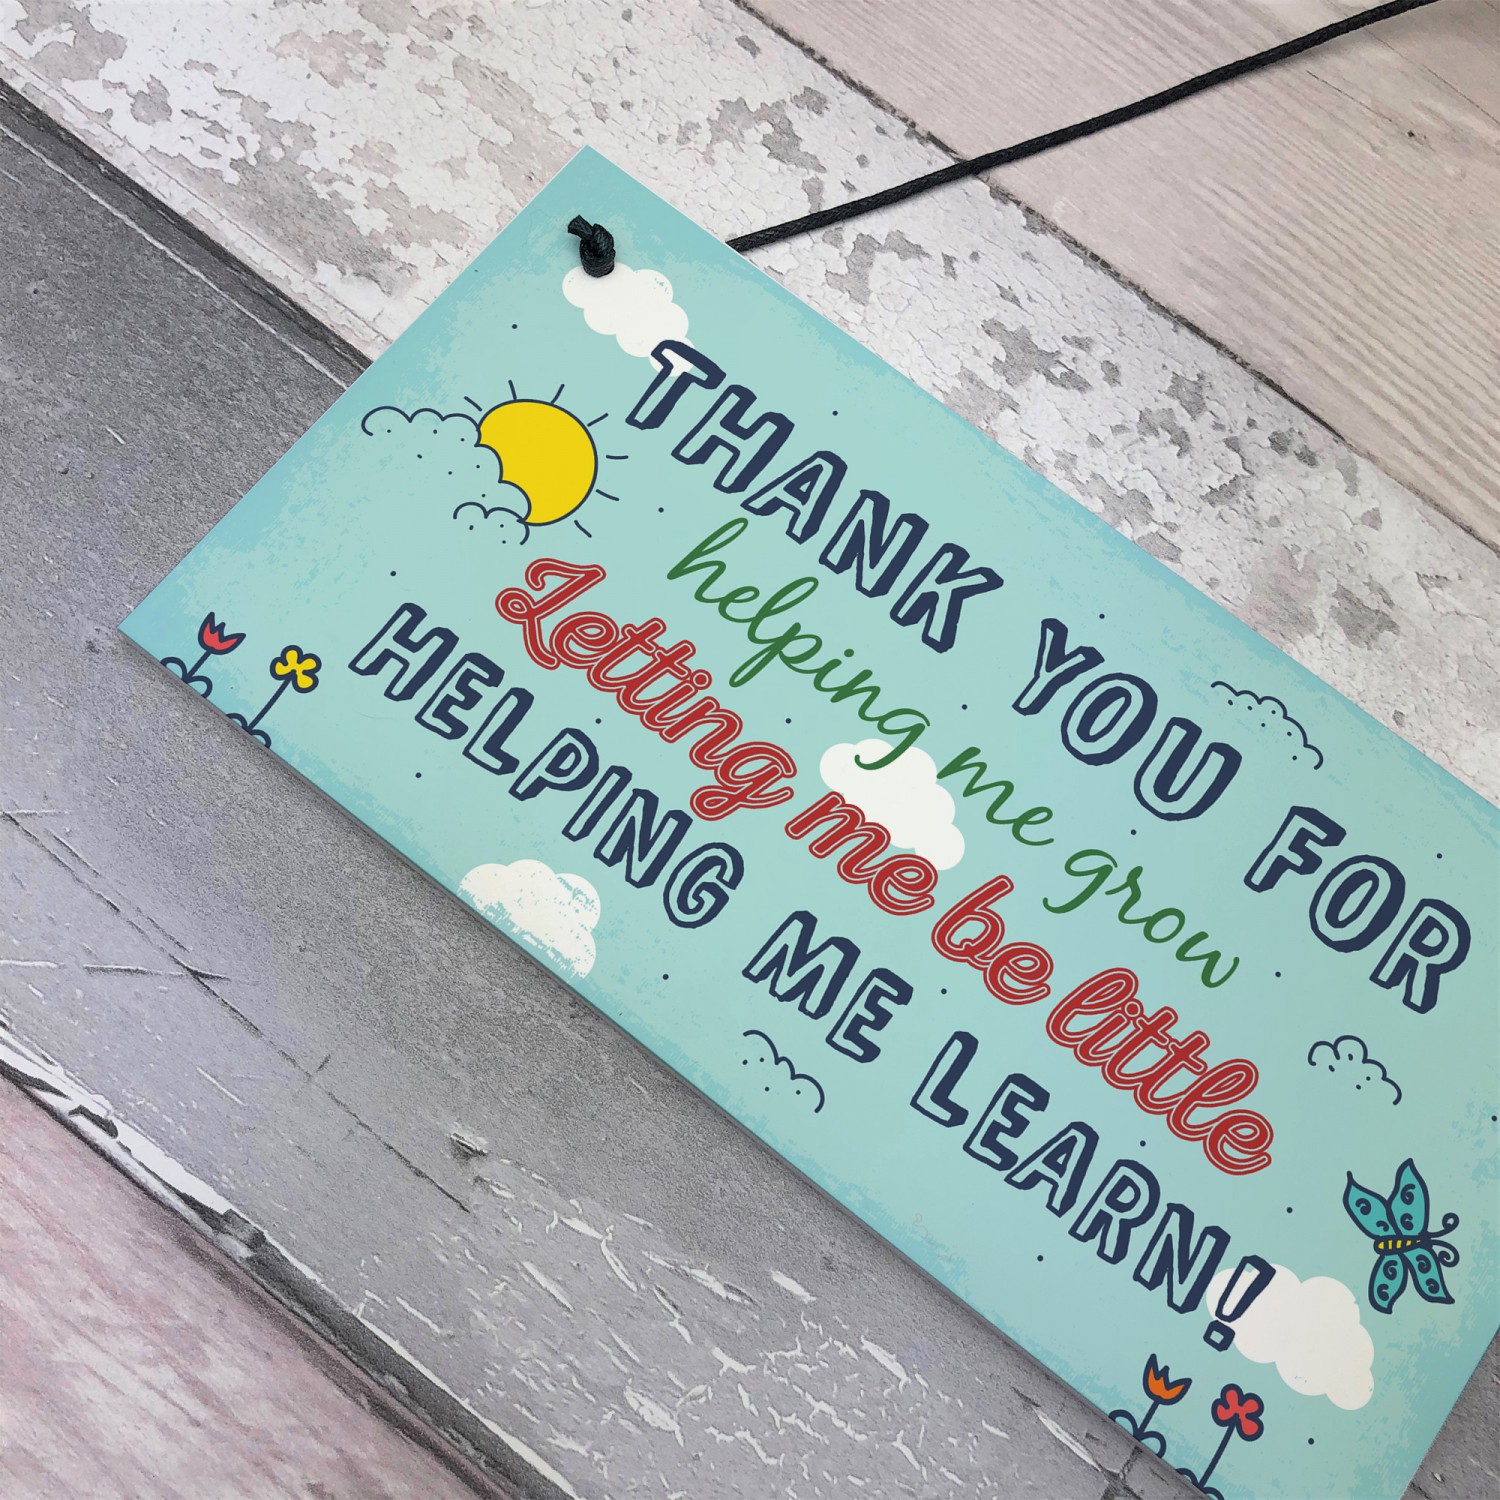 THANK YOU FOR
helping me grow
Letting me be little
HELPING ME LEARN!